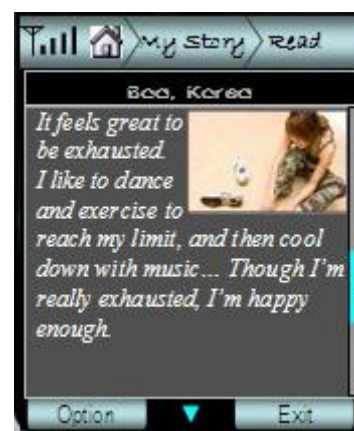 My Story Read
Boa, Korea
It feels great to
be exhausted.
I like to dance
and exercise to
reach my limit, and then cool
down with music... Though I'm
really exhausted, I'm happy
enough.
Option Exit